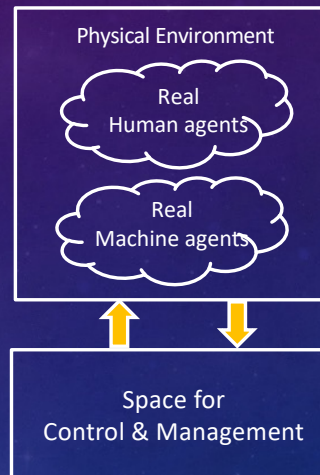 Physical Environment
Real
Human agents
Real
Machine agents
Space for
Control & Management